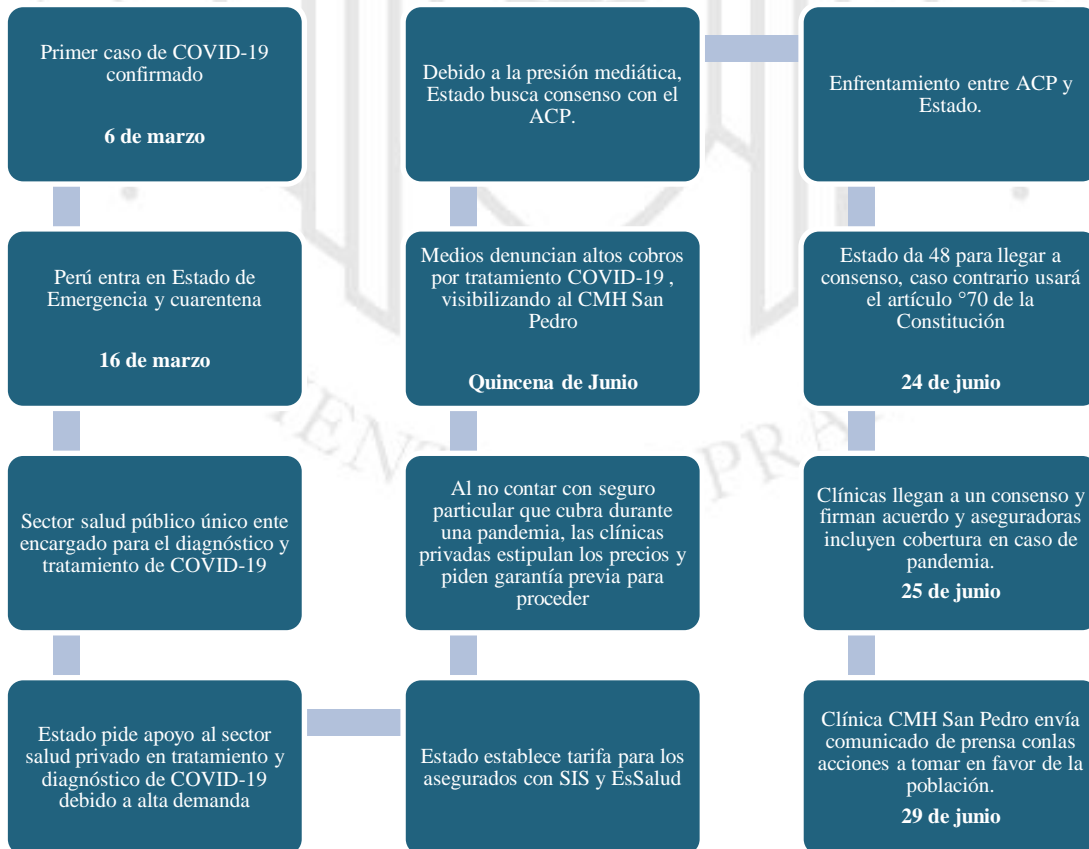 Primer caso de COVID-19
confirmado
6 de marzo
Perú entra en Estado de
Emergencia y cuarentena
16 de marzo
Sector salud público único ente
encargado para el diagnóstico y
tratamiento de COVID-19
Estado pide apoyo al sector
salud privado en tratamiento y
diagnóstico de COVID-19
debido a alta demanda
Estado establece tarifa para los
asegurados con SIS y EsSalud
Al no contar con seguro
particular que cubra durante
una pandemia, las clínicas
privadas estipulan los precios y
piden garantía previa para
proceder
Medios denuncian altos cobros
por tratamiento COVID-19 ,
visibilizando al CMH San
Pedro
Quincena de Junio
Debido a la presión mediática,
Estado busca consenso con el
ACP.
Enfrentamiento entre ACP y
Estado.
Estado da 48 para llegar a
consenso, caso contrario usará
el artículo °70 de la
Constitución
24 de junio
Clínicas llegan a un consenso y
firman acuerdo y aseguradoras
incluyen cobertura en caso de
pandemia.
25 de junio
Clínica CMH San Pedro envía
comunicado de prensa conlas
acciones a tomar en favor de la
población.
29 de junio